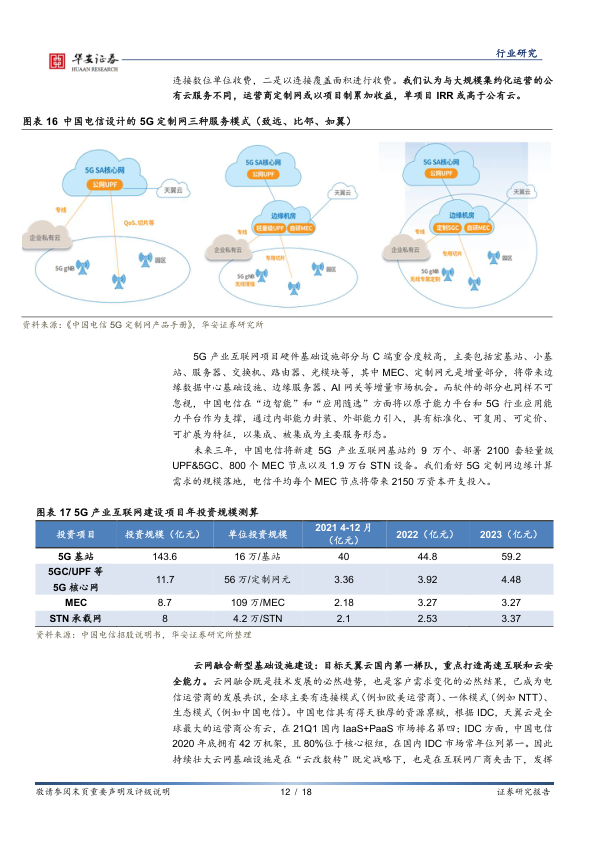 华安证券
HUAAN RESEARCH
行业研究
连接数位单位收费，二是以连接覆盖面积进行收费。我们认为与大规模集约化运营的公
有云服务不同，运营商定制网或以项目制累加收益，单项目 IRR 或高于公有云。
图表 16 中国电信设计的 5G 定制网三种服务模式（致远、比邻、如翼）
5G SA核心网
公网UPF
天翼云
专线
QoS、切片等
企业私有云
5G gNB
园区
5G SA核心网
公网UPF
天翼云
边缘机房
轻量级UPF
自研MEC
专线
企业私有云
专用切片
5G gNB
无线增强
园区
5G SA核心网
公网UPF
天翼云
边缘机房
定制5GC
自研MEC
专线
企业私有云
专用切片
5G gNB
无线专属定制
园区
资料来源：《中国电信 5G 定制网产品手册》，华安证券研究所
5G 产业互联网项目硬件基础设施部分与 C 端重合度较高，主要包括宏基站、小基
站、服务器、交换机、路由器、光模块等，其中 MEC、定制网元是增量部分，将带来边
缘数据中心基础设施、边缘服务器、AI 网关等增量市场机会。而软件的部分也同样不可
忽视，中国电信在“边智能”和“应用随选”方面将以原子能力平台和 5G 行业应用能
力平台作为支撑，通过内部能力封装、外部能力引入，具有标准化、可复用、可定价、
可扩展为特征，以集成、被集成为主要服务形态。
未来三年，中国电信将新建 5G 产业互联网基站约 9 万个、部署 2100 套轻量级
UPF&5GC、800 个 MEC 节点以及 1.9 万台 STN 设备。我们看好 5G 定制网边缘计算
需求的规模落地，电信平均每个 MEC 节点将带来 2150 万资本开支投入。
图表 17 5G 产业互联网建设项目年投资规模测算
投资项目 投资规模（亿元） 单位投资规模 2021 4-12 月（亿元） 2022（亿元） 2023（亿元）
5G 基站 143.6 16 万/基站 40 44.8 59.2
5GC/UPF 等
5G 核心网 11.7 56 万/定制网元 3.36 3.92 4.48
MEC 8.7 109 万/MEC 2.18 3.27 3.27
STN 承载网 8 4.2 万/STN 2.1 2.53 3.37
资料来源：中国电信招股说明书，华安证券研究所整理
云网融合新型基础设施建设：目标天翼云国内第一梯队，重点打造高速互联和云安
全能力。云网融合既是技术发展的必然趋势，也是客户需求变化的必然结果，已成为电
信运营商的发展共识，全球主要有连接模式（例如欧美运营商）、一体模式（例如 NTT）、
生态模式（例如中国电信）。中国电信具有得天独厚的资源禀赋，根据 IDC，天翼云是全
球最大的运营商公有云，在 21Q1 国内 IaaS+PaaS 市场排名第四；IDC 方面，中国电信
2020 年底拥有 42 万机架，且 80%位于核心枢纽，在国内 IDC 市场常年位列第一。因此
持续壮大云网基础设施是在“云改数转”既定战略下，也是在互联网厂商夹击下，发挥
敬请参阅末页重要声明及评级说明
12 / 18
证券研究报告